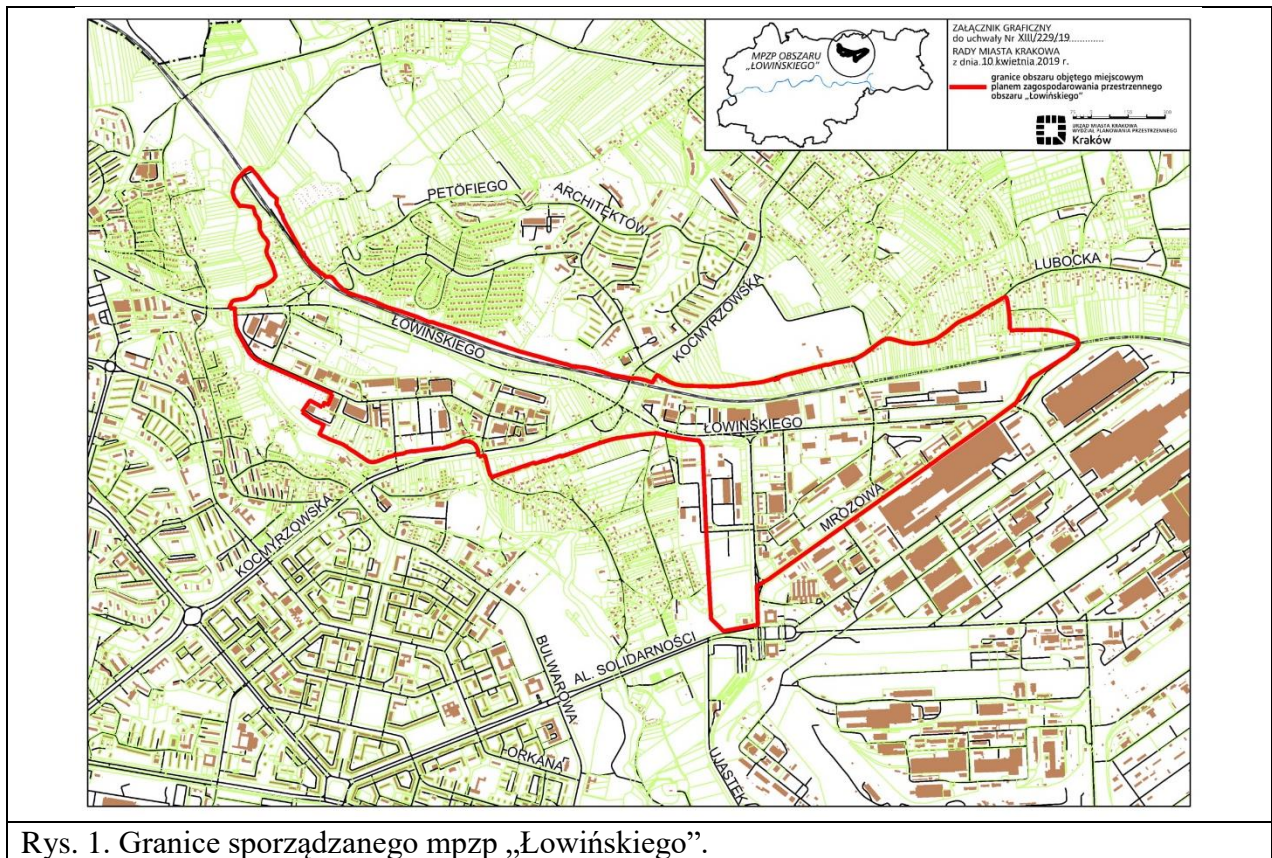 MPZP OBSZARU
„ŁOWIŃSKIEGO"
ZAŁĄCZNIK GRAFICZNY
do uchwały Nr XIII/229/19
RADY MIASTA KRAKOWA
z dnia 10 kwietnia 2019 r.
granice obszaru objętego miejscowym
planem zagospodarowania przestrzennego
obszaru „Łowińskiego"
URZĄD MIASTA KRAKOWA
WYDZIAŁ PLANOWANIA PRZESTRZENNEGO
Kraków
PETÖFIEGO
ARCHITEKTÓW
LUBOCKA
KOCMYRZOWSKA
ŁOWIŃSKIEGO
ŁOWIŃSKIEGO
MROZOWA
KOCMYRZOWSKA
BULWAROWA
AL. SOLIDARNOŚCI
ORKANA
UJASTEK
Rys. 1. Granice sporządzanego mpzp „Łowińskiego”.